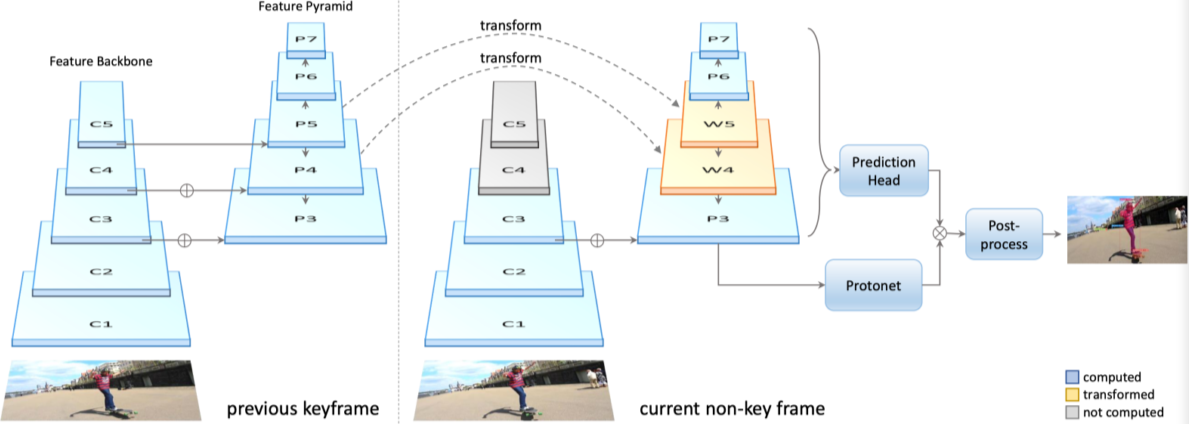 Feature Pyramid
Feature Backbone
P7
P6
P5
P4
P3
C5
C4
C3
C2
C1
previous keyframe
transform
transform
C5
C4
C3
C2
C1
P7
P6
W5
W4
P3
Prediction
Head
Protonet
Post-
process
current non-key frame
computed
transformed
not computed